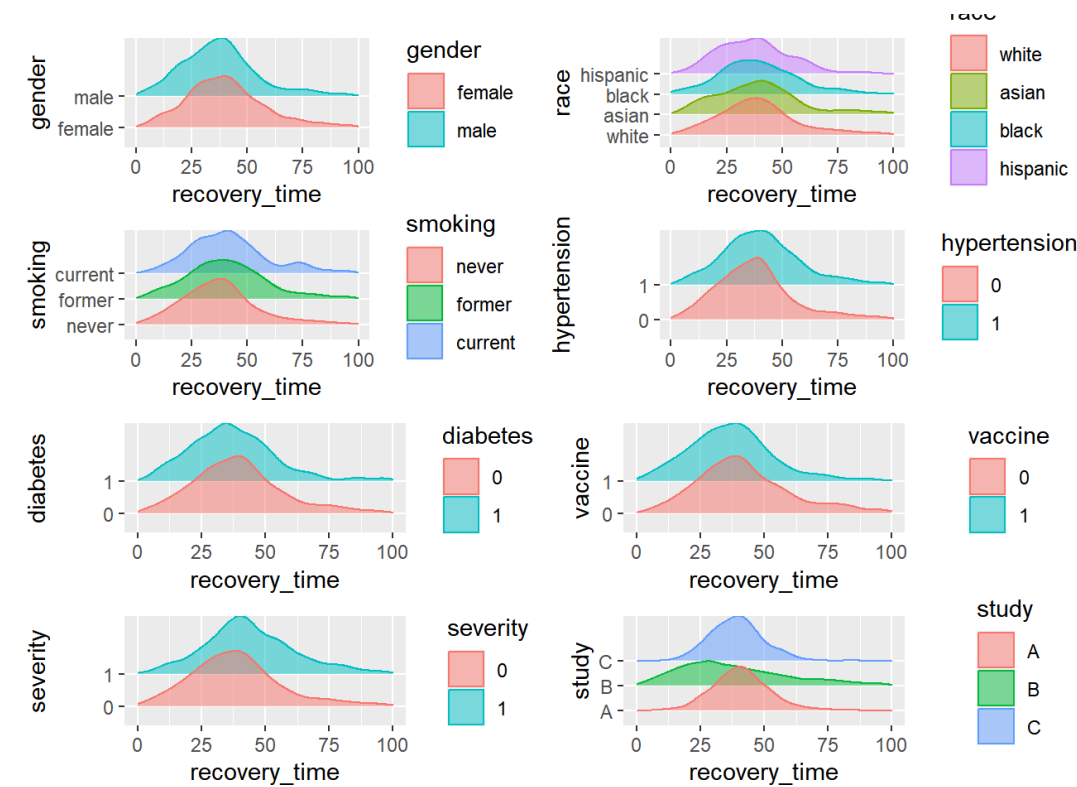 gender
male
female
0 25 50 75 100
recovery_time
gender
female
male
race
hispanic
black
asian
white
0 25 50 75 100
recovery_time
race
white
asian
black
hispanic
smoking
current
former
never
0 25 50 75 100
recovery_time
smoking
never
former
current
hypertension
1
0
0 25 50 75 100
recovery_time
hypertension
0
1
diabetes
1
0
0 25 50 75 100
recovery_time
diabetes
0
1
vaccine
1
0
0 25 50 75 100
recovery_time
vaccine
0
1
severity
1
0
0 25 50 75 100
recovery_time
severity
0
1
study
C
B
A
0 25 50 75 100
recovery_time
study
A
B
C